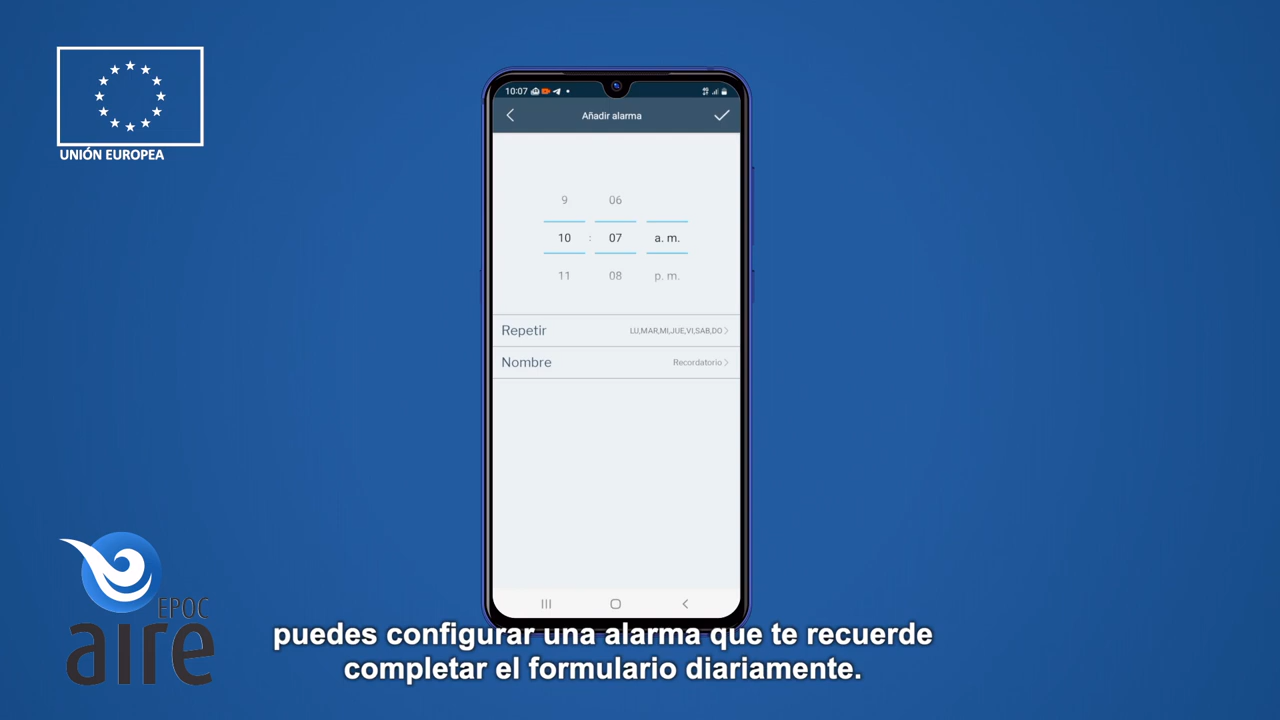 UNIÓN EUROPEA
10:07
Añadir alarma
9 06
10 : 07 a. m.
11 08 p. m.
Repetir LU,MAR,MI,JUE,VI,SAB,DO
Nombre Recordatorio
EPOC
aire
puedes configurar una alarma que te recuerde
completar el formulario diariamente.